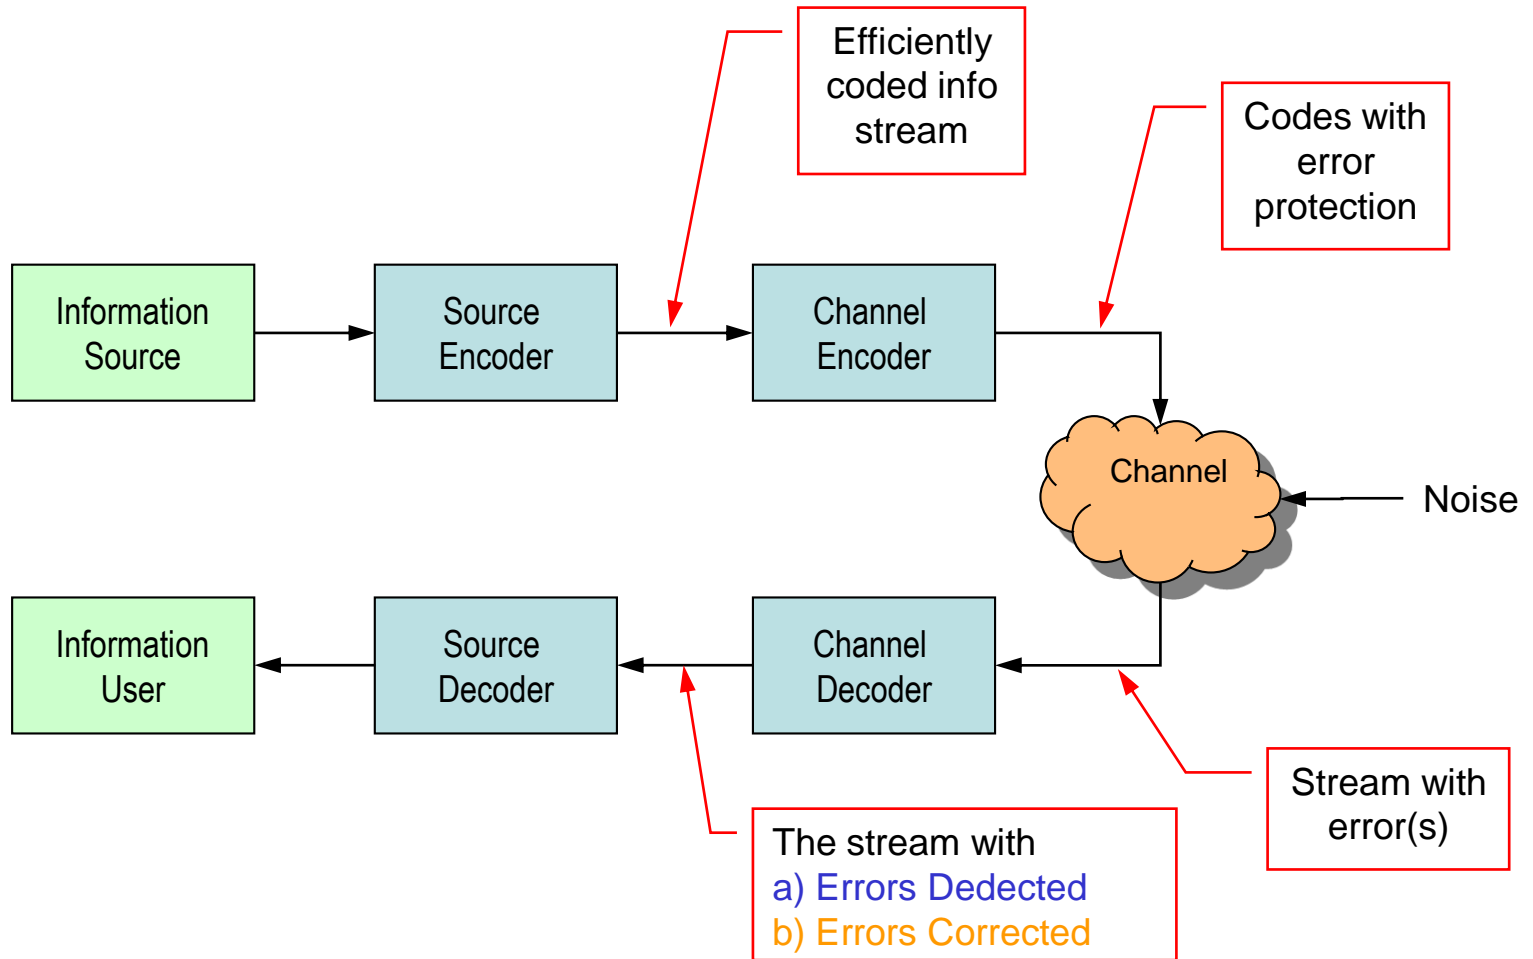 Efficiently
coded info
stream
Codes with
error
protection
Information
Source
Source
Encoder
Channel
Encoder
Channel
Noise
Information
User
Source
Decoder
Channel
Decoder
Stream with
error(s)
The stream with
a) Errors Dedected
b) Errors Corrected